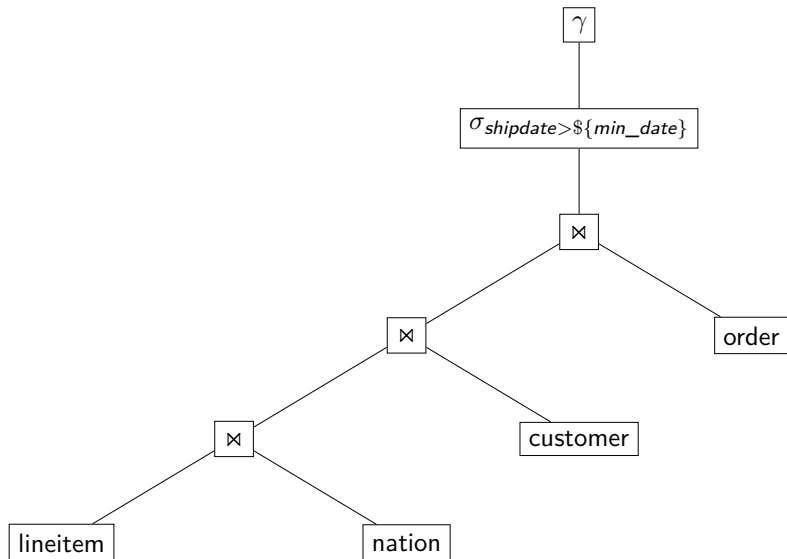 γ
σshipdate>${min_date}
⋈
⋈
order
⋈
customer
lineitem
nation